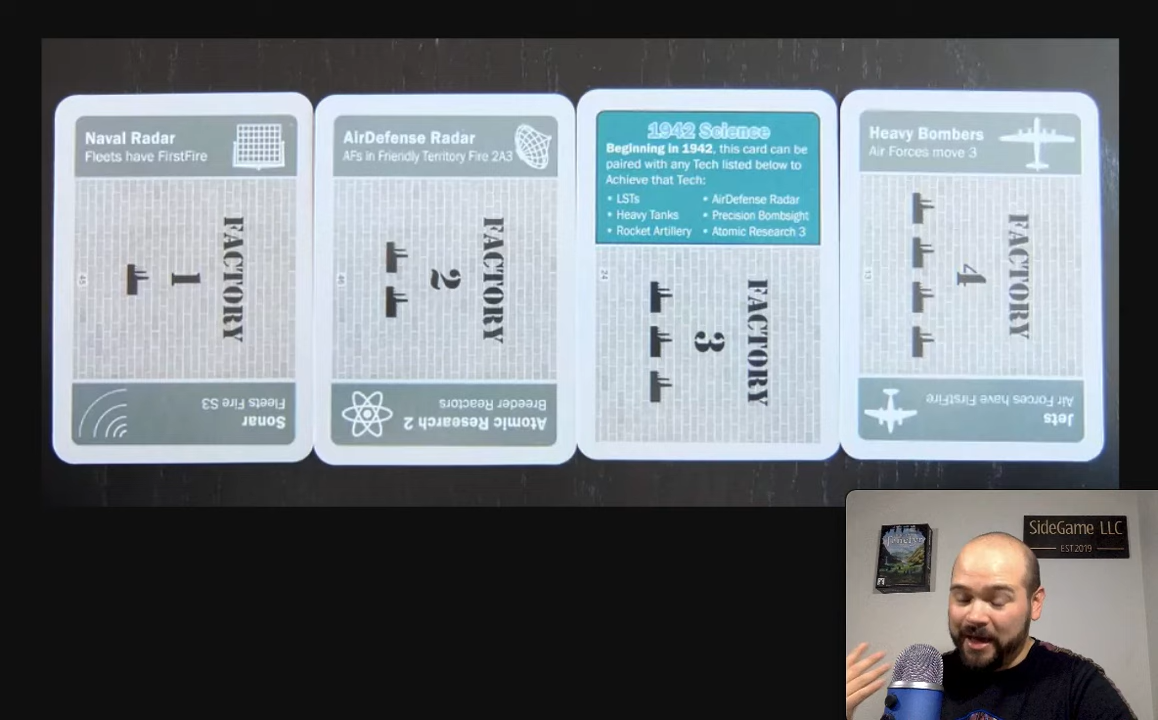 Naval Radar
Fleets have FirstFire
FACTORY
1
45
Sonar
Fleets Fire S3
AirDefense Radar
AFs in Friendly Territory Fire 2A3
FACTORY
2
Atomic Research 2
Breeder Reactors
1942 Science
Beginning in 1942, this card can be
paired with any Tech listed below to
Achieve that Tech:
• LSTs
• Heavy Tanks
• Rocket Artillery
• AirDefense Radar
• Precision Bombsight
• Atomic Research 3
FACTORY
3
24
Heavy Bombers
Air Forces move 3
FACTORY
4
Jets
Air Forces have FirstFire
SideGame LLC
EST.2019